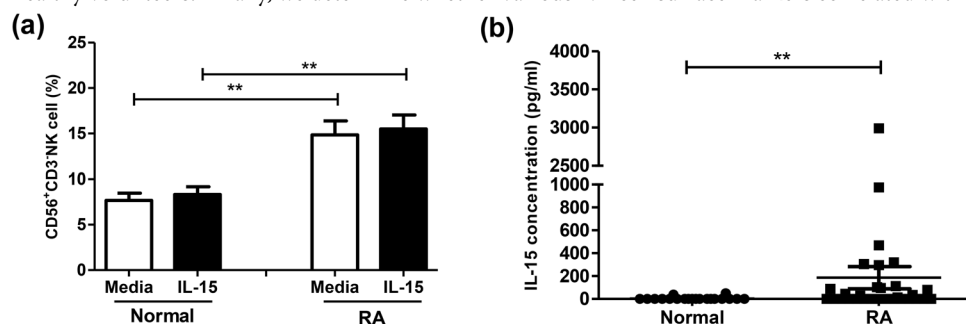 (a)
25
20
15
10
5
0
CD56+CD3-NK cell (%)
**
**
Media IL-15 Media IL-15
Normal RA
(b)
4000
3500
3000
2500
1000
800
600
400
200
0
IL-15 concentration (pg/ml)
**
Normal RA